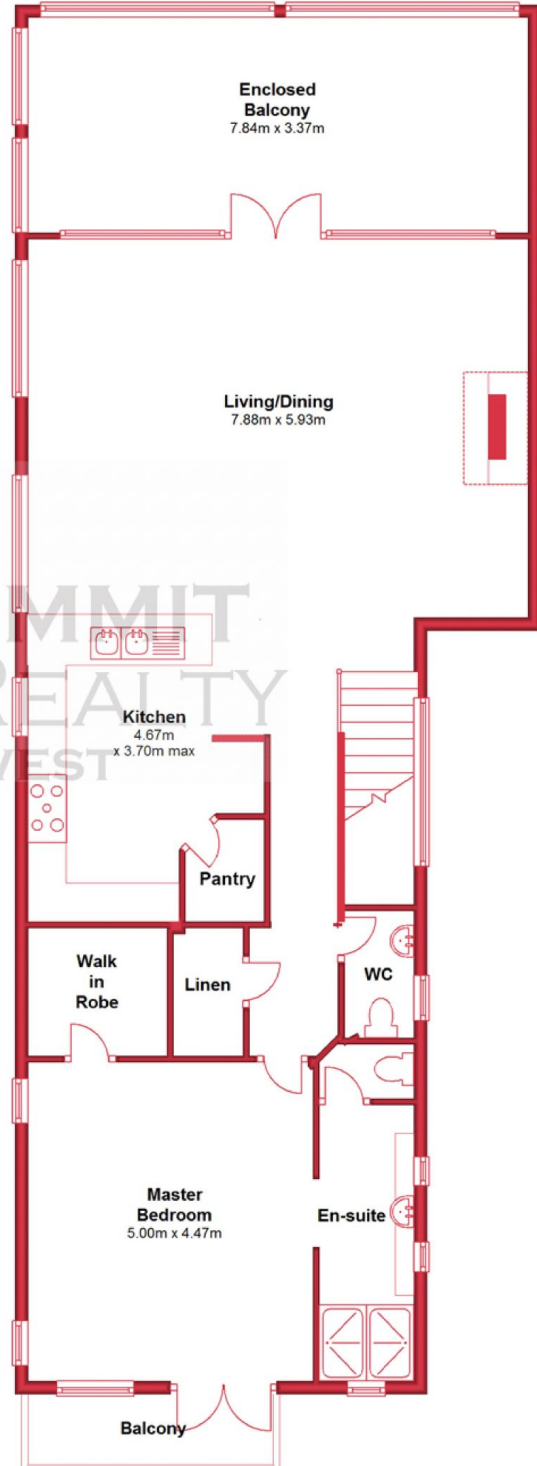 Enclosed
Balcony
7.84m x 3.37m
Living/Dining
7.88m x 5.93m
MMIT
REALTY
WEST
Kitchen
4.67m
x 3.70m max
Pantry
Walk
in
Robe
Linen
WC
Master
Bedroom
5.00m x 4.47m
En-suite
Balcony